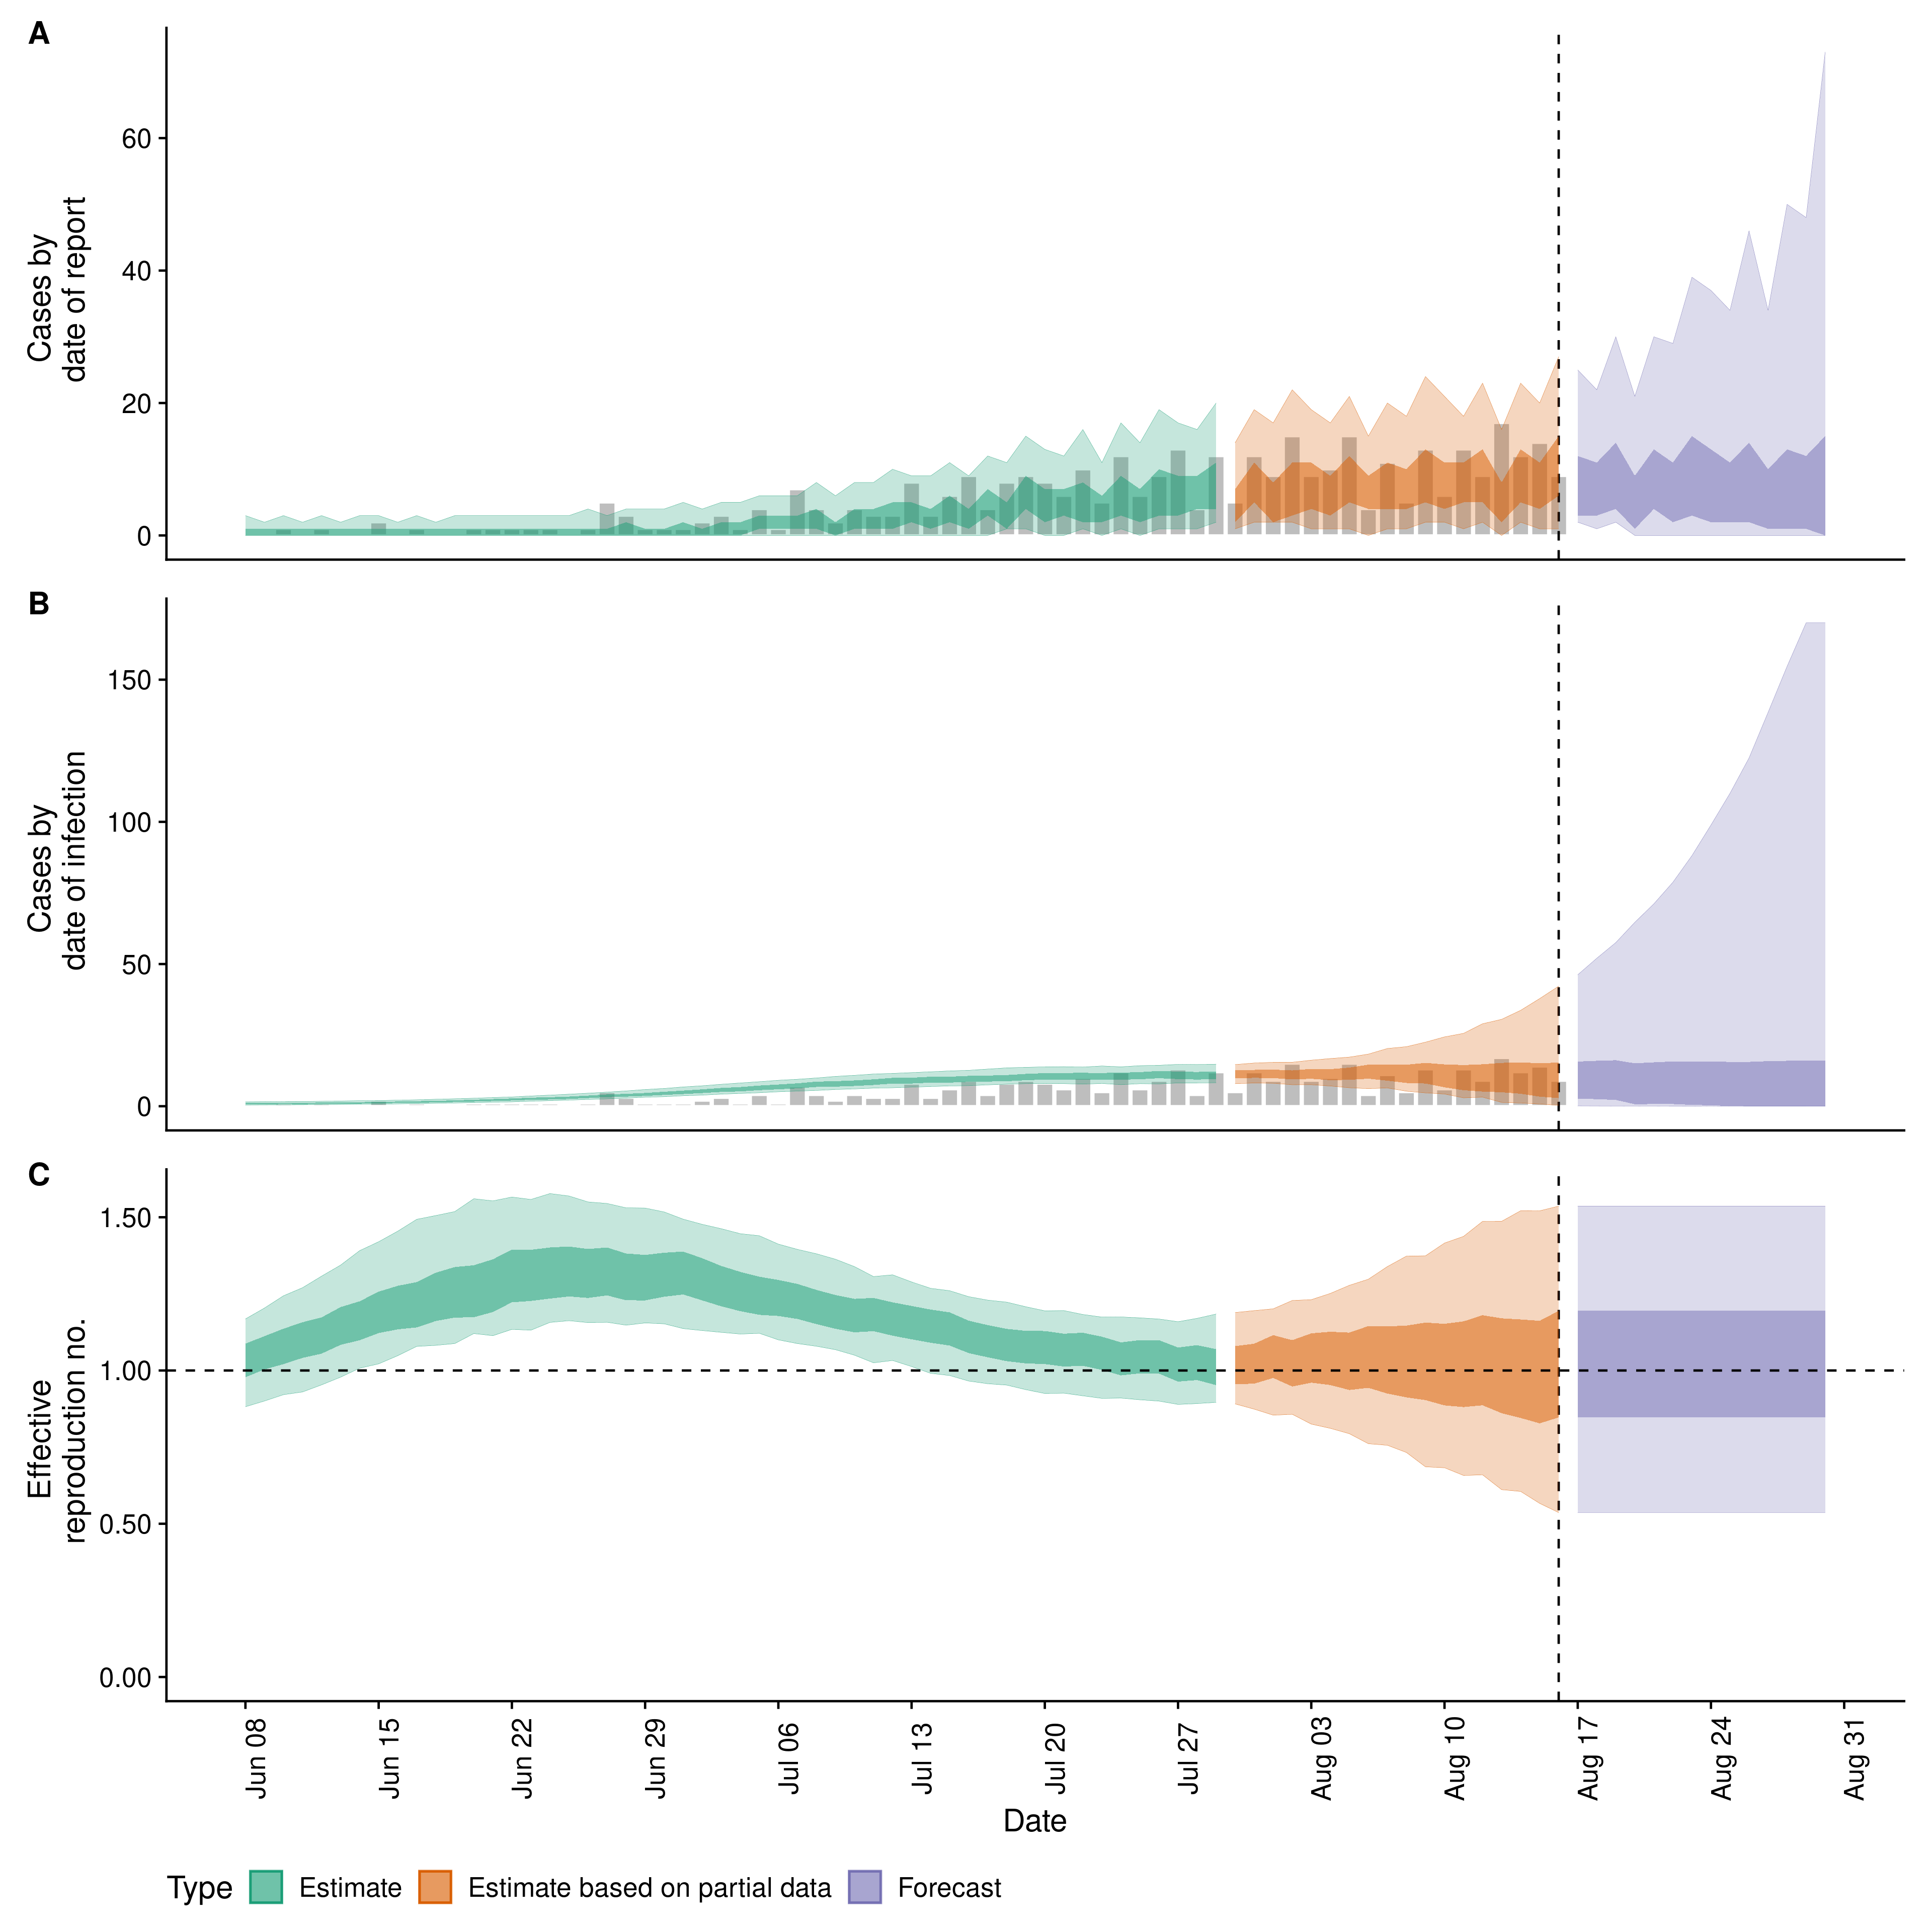 A
Cases by
date of report
60
40
20
0
B
Cases by
date of infection
150
100
50
0
C
Effective
reproduction no.
1.50
1.00
0.50
0.00
Jun 08
Jun 15
Jun 22
Jun 29
Jul 06
Jul 13
Jul 20
Jul 27
Aug 03
Aug 10
Aug 17
Aug 24
Aug 31
Date
Type Estimate Estimate based on partial data Forecast